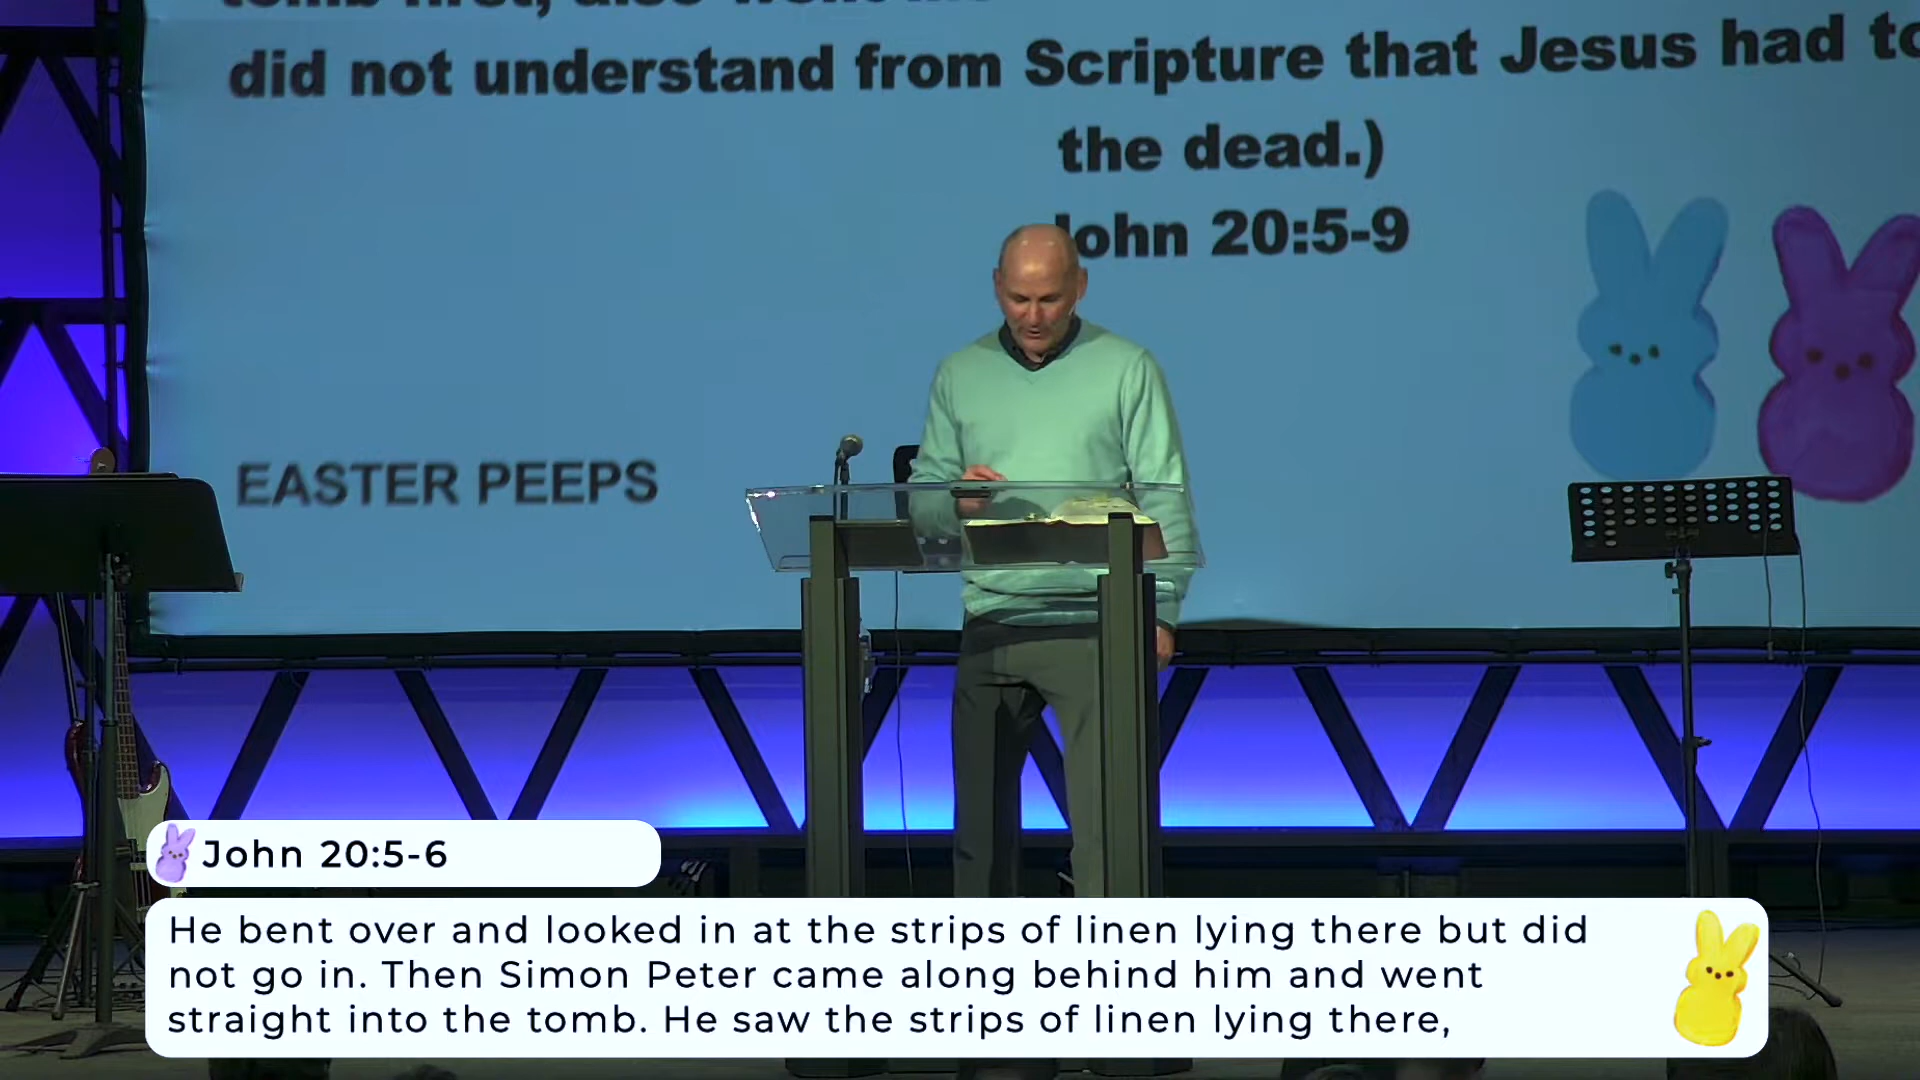 did not understand from Scripture that Jesus had to
the dead.)
John 20:5-9
EASTER PEEPS
John 20:5-6
He bent over and looked in at the strips of linen lying there but did
not go in. Then Simon Peter came along behind him and went
straight into the tomb. He saw the strips of linen lying there,